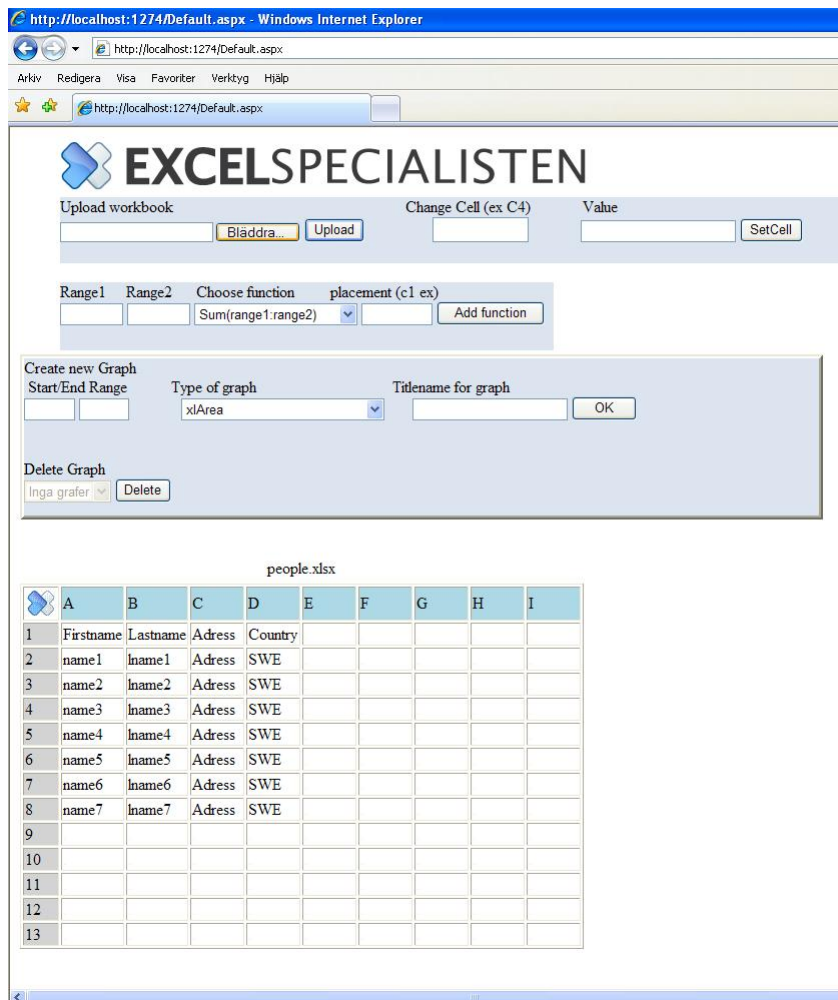 http://localhost:1274/Default.aspx - Windows Internet Explorer
http://localhost:1274/Default.aspx
Arkiv Redigera Visa Favoriter Verktyg Hjälp
http://localhost:1274/Default.aspx
EXCELSPECIALISTEN
Upload workbook Change Cell (ex C4) Value
Bläddra... Upload SetCell
Range1 Range2 Choose function placement (c1 ex)
Sum(range1:range2) Add function
Create new Graph
Start/End Range Type of graph Titlename for graph
xlArea OK
Delete Graph
Inga grafer Delete
people.xlsx
A B C D E F G H I
1 Firstname Lastname Adress Country
2 name1 lname1 Adress SWE
3 name2 lname2 Adress SWE
4 name3 lname3 Adress SWE
5 name4 lname4 Adress SWE
6 name5 lname5 Adress SWE
7 name6 lname6 Adress SWE
8 name7 lname7 Adress SWE
9
10
11
12
13